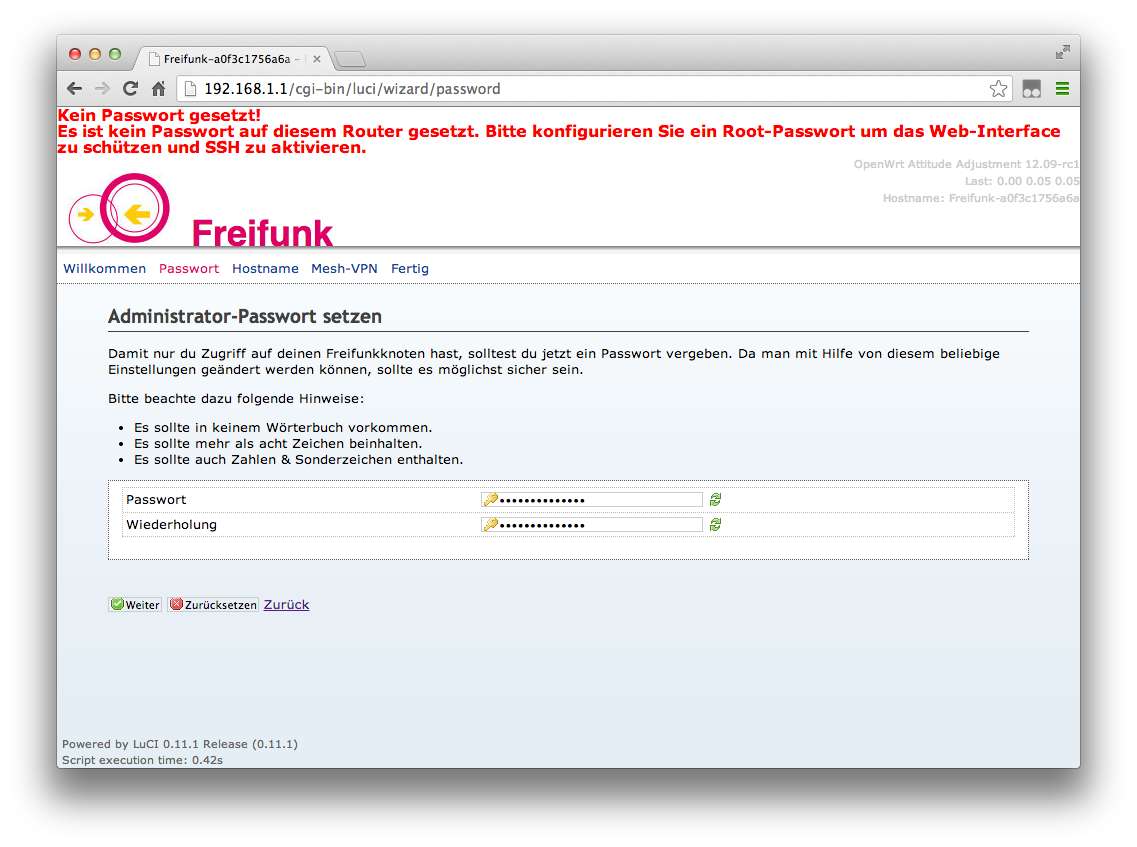 Freifunk-a0f3c1756a6a –
192.168.1.1/cgi-bin/luci/wizard/password
Kein Passwort gesetzt!
Es ist kein Passwort auf diesem Router gesetzt. Bitte konfigurieren Sie ein Root-Passwort um das Web-Interface
zu schützen und SSH zu aktivieren.
OpenWrt Attitude Adjustment 12.09-rc1
Last: 0.00 0.05 0.05
Hostname: Freifunk-a0f3c1756a6a
Freifunk
Willkommen Passwort Hostname Mesh-VPN Fertig
Administrator-Passwort setzen
Damit nur du Zugriff auf deinen Freifunkknoten hast, solltest du jetzt ein Passwort vergeben. Da man mit Hilfe von diesem beliebige
Einstellungen geändert werden können, sollte es möglichst sicher sein.
Bitte beachte dazu folgende Hinweise:
• Es sollte in keinem Wörterbuch vorkommen.
• Es sollte mehr als acht Zeichen beinhalten.
• Es sollte auch Zahlen & Sonderzeichen enthalten.
Passwort ••••••••••••••
Wiederholung ••••••••••••••
Weiter Zurücksetzen Zurück
Powered by LuCI 0.11.1 Release (0.11.1)
Script execution time: 0.42s